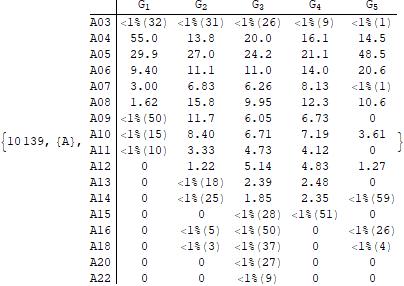 G1 G2 G3 G4 G5
A03 <1%(32) <1%(31) <1%(26) <1%(9) <1%(1)
A04 55.0 13.8 20.0 16.1 14.5
A05 29.9 27.0 24.2 21.1 48.5
A06 9.40 11.1 11.0 14.0 20.6
A07 3.00 6.83 6.26 8.13 <1%(1)
A08 1.62 15.8 9.95 12.3 10.6
A09 <1%(50) 11.7 6.05 6.73 0
{10139, {A}, A10 <1%(15) 8.40 6.71 7.19 3.61 }
A11 <1%(10) 3.33 4.73 4.12 0
A12 0 1.22 5.14 4.83 1.27
A13 0 <1%(18) 2.39 2.48 0
A14 0 <1%(25) 1.85 2.35 <1%(59)
A15 0 0 <1%(28) <1%(51) 0
A16 0 <1%(5) <1%(50) 0 <1%(26)
A18 0 <1%(3) <1%(37) 0 <1%(4)
A20 0 0 <1%(27) 0 0
A22 0 0 <1%(9) 0 0